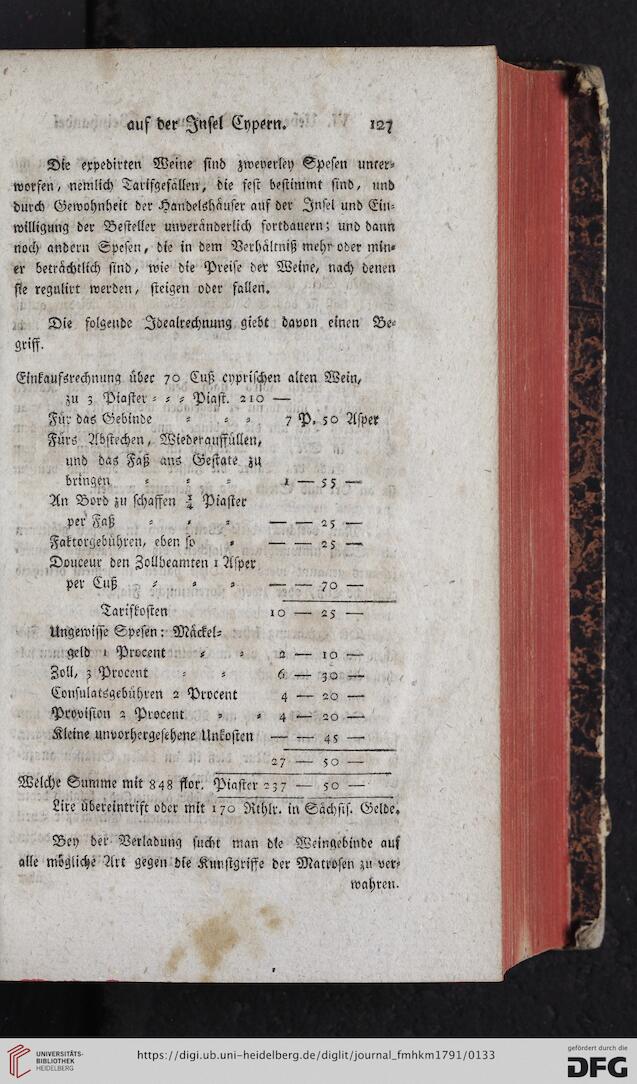 auf der Insel Cypern. 127
Die expedirten Weine sind zweyerley Spesen unter-
worfen, nemlich Tarifgefällen, die fest bestimmt sind, und
durch Gewohnheit der Handelshäuser auf der Insel und Ein-
willigung der Besteller unveränderlich fortdauern; und dann
noch andern Spesen, die in dem Verhältniß mehr oder min-
er beträchtlich sind, wie die Preise der Weine, nach denen
sie regulirt werden, steigen oder fallen.
Die folgende Idealrechnung giebt davon einen Be-
griff.
Einkaufsrechnung über 70 Cuß cyprischen alten Wein,
zu 3 Piaster - - - Piast. 210 —
Für das Gebinde - - - 7 P. 50 Asper
Fürs Abstechen, Wiederauffüllen,
und das Faß ans Gestate zu
bringen - - - 1 — 55 —
An Bord zu schaffen ¼ Piaster
per Faß - - - — — 25 —
Faktorgebühren, eben so - — — 25 —
Douceur den Zollbeamten 1 Asper
per Cuß - - - — — 70 —
Tarifkosten 10 — 25 —
Ungewisse Spesen: Mäckel-
geld 1 Procent - - 2 — 10 —
Zoll, 3 Procent - - 6 — 30 —
Consulatsgebühren 2 Procent 4 — 20 —
Provision 2 Procent - - 4 — 20 —
Kleine unvorhergesehene Unkosten — — 45 —
27 — 50 —
Welche Summe mit 848 flor. Piaster 237 — 50 —
Lire übereintrift oder mit 170 Rthlr. in Sächsis. Gelde.
Bey der Verladung sucht man die Weingebinde auf
alle mögliche Art gegen die Kunstgriffe der Matrosen zu ver-
wahren.
UNIVERSITÄTS-
BIBLIOTHEK
HEIDELBERG
https://digi.ub.uni-heidelberg.de/diglit/journal_fmhkm1791/0133
gefördert durch die
DFG